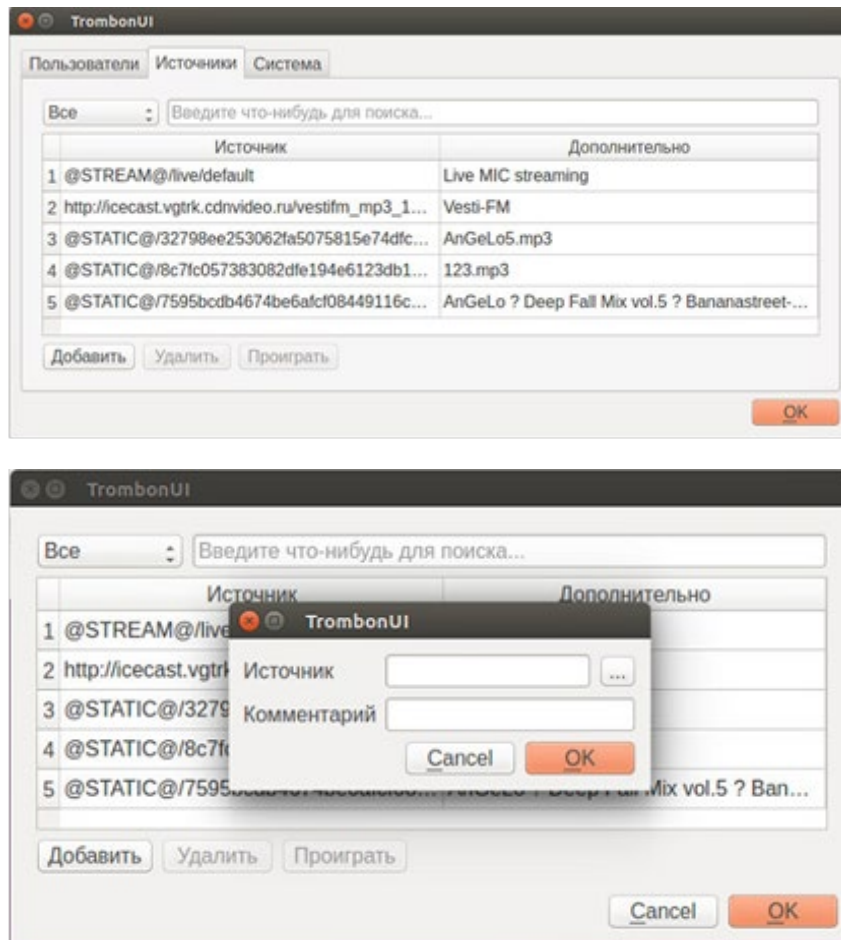 TrombonUI
Пользователи Источники Система
Все Введите что-нибудь для поиска...
Источник Дополнительно
1 @STREAM@/live/default Live MIC streaming
2 http://icecast.vgtrk.cdnvideo.ru/vestifm_mp3_1... Vesti-FM
3 @STATIC@/32798ee253062fa5075815e74dfc... AnGeLo5.mp3
4 @STATIC@/8c7fc057383082dfe194e6123db1... 123.mp3
5 @STATIC@/7595bcdb4674be6afcf08449116c... AnGeLo ? Deep Fall Mix vol.5 ? Bananastreet-...
Добавить Удалить Проиграть
OK
TrombonUI
Все Введите что-нибудь для поиска...
Источник Дополнительно
1 @STREAM@/live
2 http://icecast.vgtrk
3 @STATIC@/3279
4 @STATIC@/8c7f
5 @STATIC@/7595 Mix vol.5 ? Ban...
TrombonUI
Источник ...
Комментарий
Cancel OK
Добавить Удалить Проиграть
Cancel OK